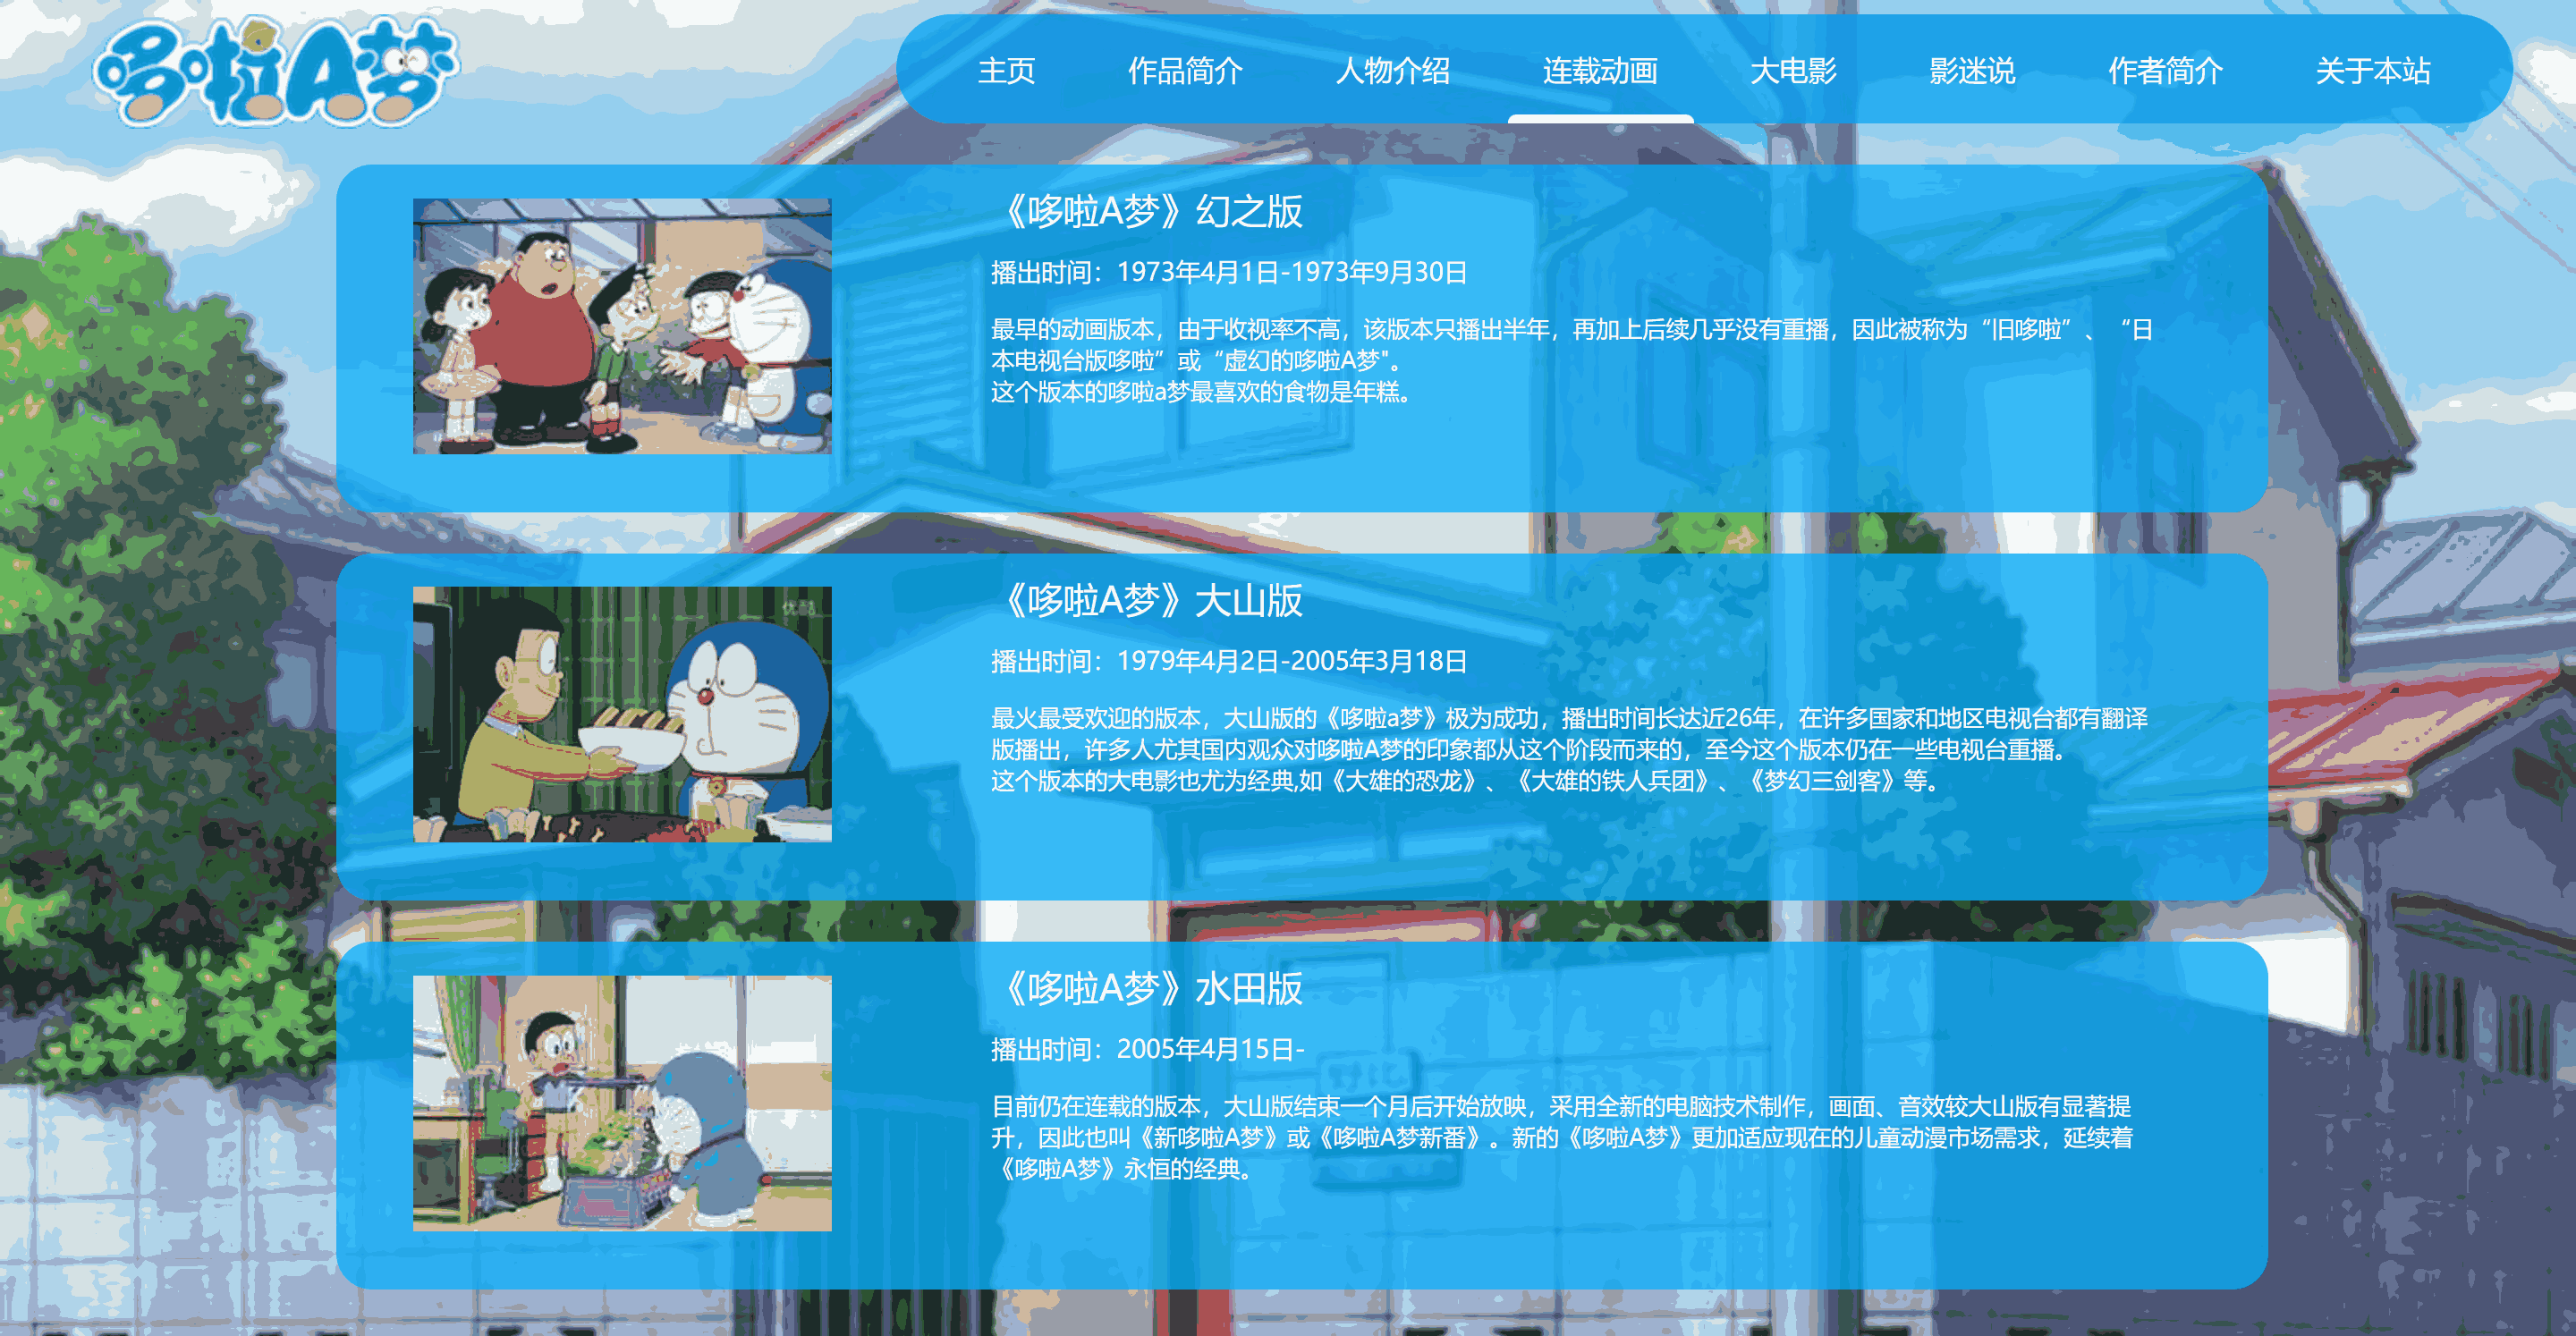 哆啦A梦
主页 作品简介 人物介绍 连载动画 大电影 影迷说 作者简介 关于本站
《哆啦A梦》幻之版
播出时间：1973年4月1日-1973年9月30日
最早的动画版本，由于收视率不高，该版本只播出半年，再加上后续几乎没有重播，因此被称为“旧哆啦”、“日
本电视台版哆啦”或“虚幻的哆啦A梦"。
这个版本的哆啦a梦最喜欢的食物是年糕。
优酷
《哆啦A梦》大山版
播出时间：1979年4月2日-2005年3月18日
最火最受欢迎的版本，大山版的《哆啦a梦》极为成功，播出时间长达近26年，在许多国家和地区电视台都有翻译
版播出，许多人尤其国内观众对哆啦A梦的印象都从这个阶段而来的，至今这个版本仍在一些电视台重播。
这个版本的大电影也尤为经典,如《大雄的恐龙》、《大雄的铁人兵团》、《梦幻三剑客》等。
《哆啦A梦》水田版
播出时间：2005年4月15日-
目前仍在连载的版本，大山版结束一个月后开始放映，采用全新的电脑技术制作，画面、音效较大山版有显著提
升，因此也叫《新哆啦A梦》或《哆啦A梦新番》。新的《哆啦A梦》更加适应现在的儿童动漫市场需求，延续着
《哆啦A梦》永恒的经典。